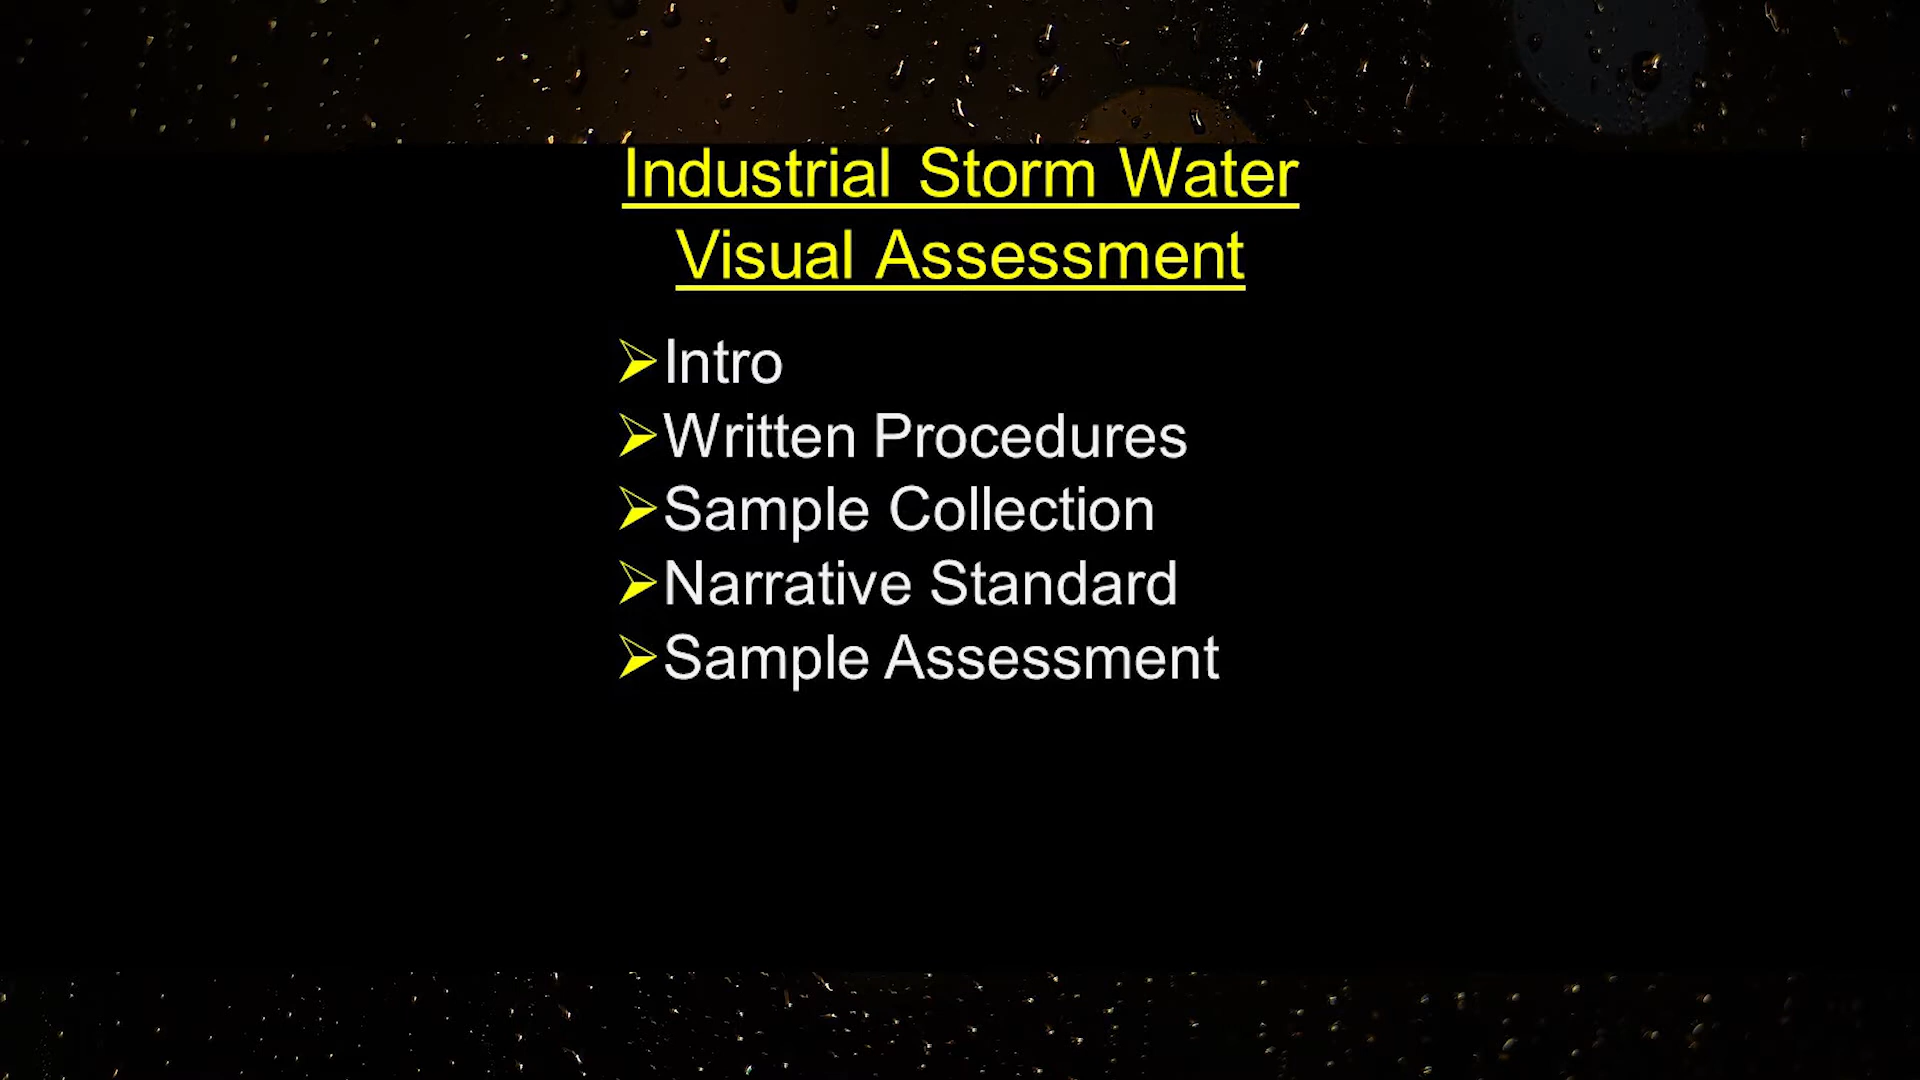 Industrial Storm Water
Visual Assessment
Intro
Written Procedures
Sample Collection
Narrative Standard
Sample Assessment